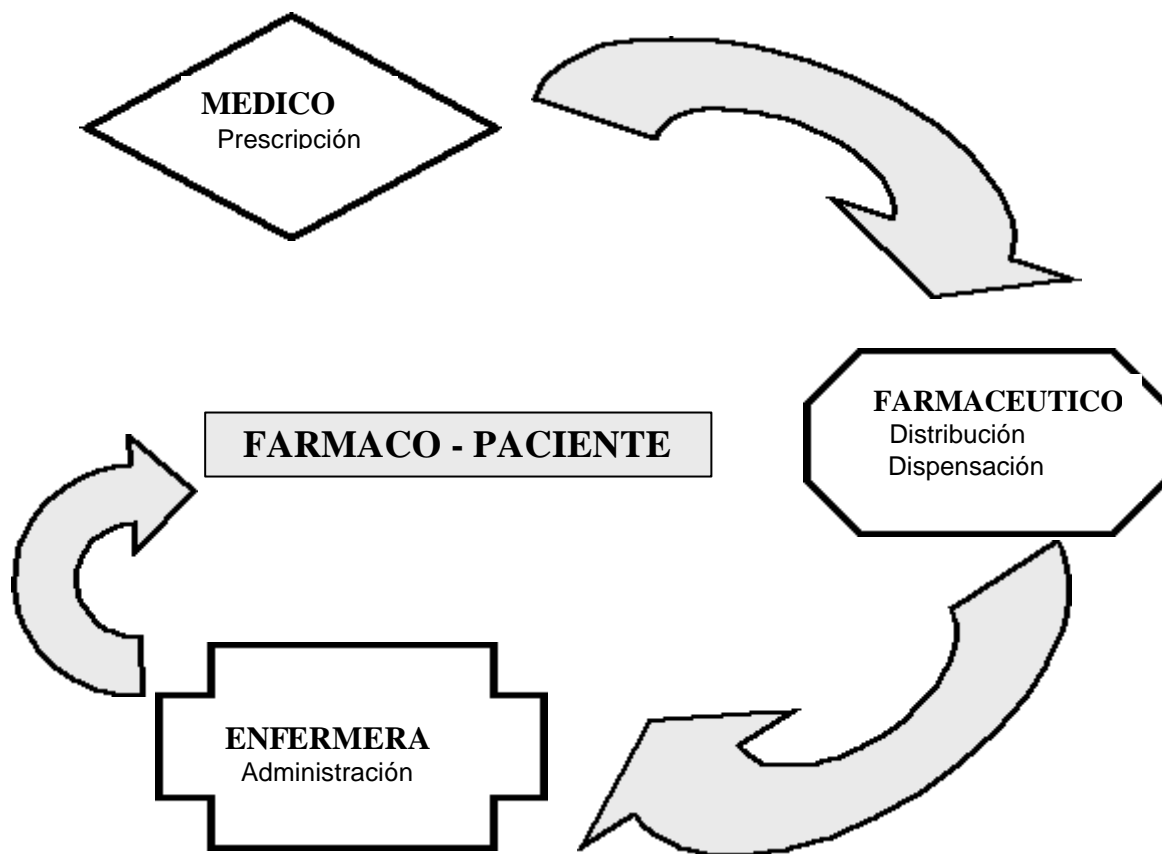 MEDICO
Prescripción
FARMACEUTICO
Distribución
Dispensación
FARMACO - PACIENTE
ENFERMERA
Administración